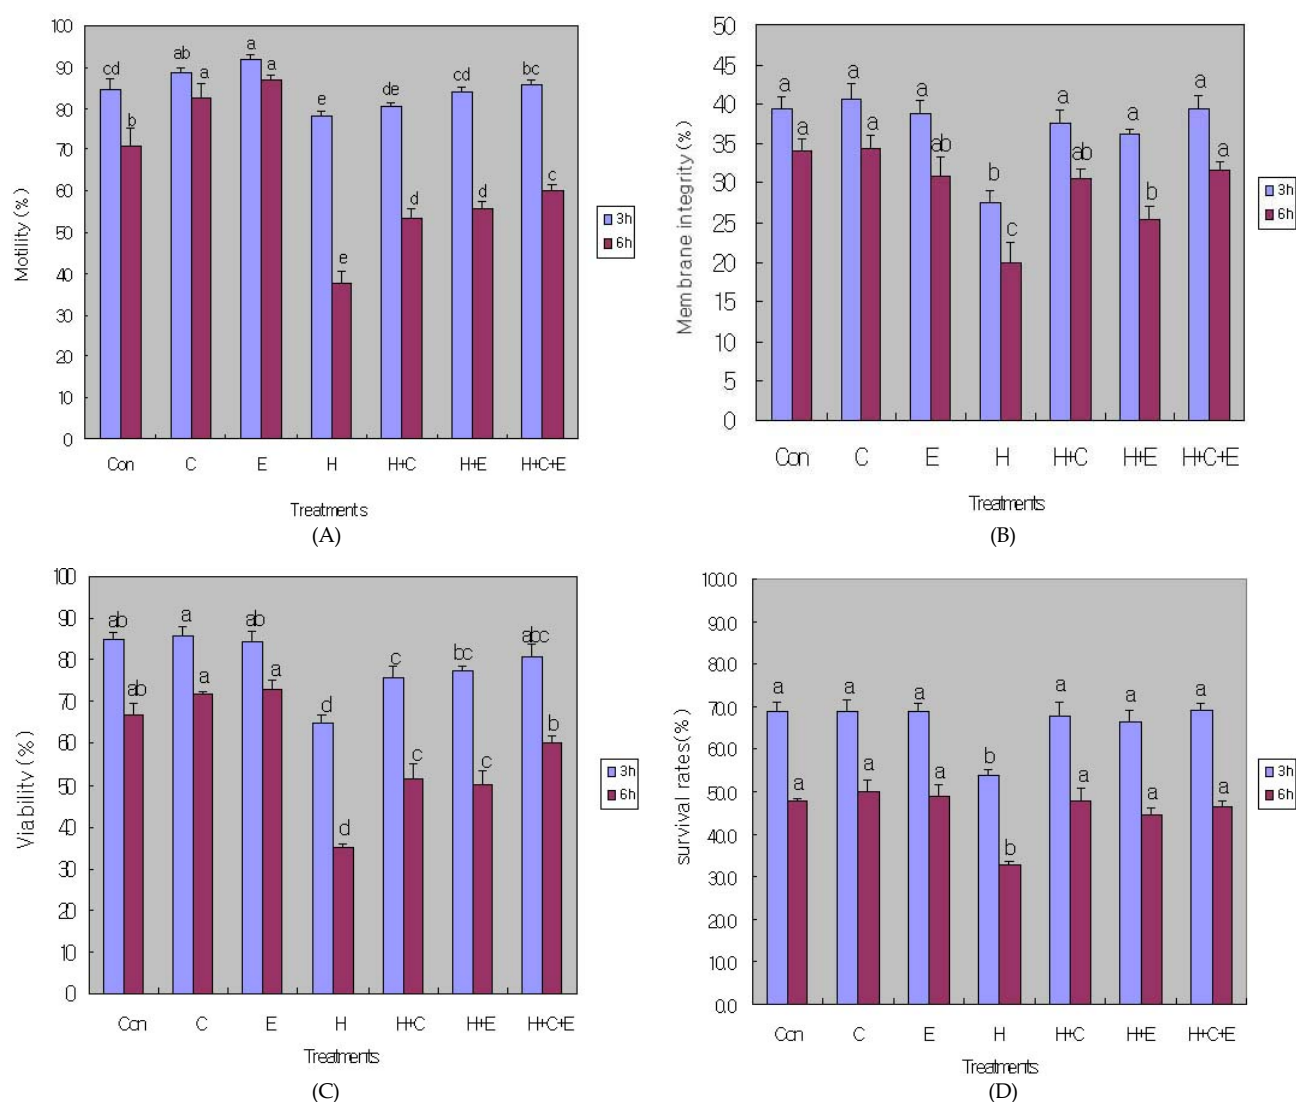 100
90
80
70
60
50
40
30
20
10
0
Motility (%)
cd
b
ab
a
a
a
e
e
de
d
cd
d
bc
c
Con C E H H+C H+E H+C+E
Treatments
3h
6h
(A)
50
45
40
35
30
25
20
15
10
5
0
Membrane integrity (%)
a
a
a
a
a
ab
b
c
a
ab
a
b
a
a
Con C E H H+C H+E H+C+E
Treatments
3h
6h
(B)
100
90
80
70
60
50
40
30
20
10
0
Viability (%)
ab
ab
a
a
ab
a
d
d
c
c
bc
c
abc
b
Con C E H H+C H+E H+C+E
Treatments
3h
6h
(C)
100.0
90.0
80.0
70.0
60.0
50.0
40.0
30.0
20.0
10.0
0.0
survival rates(%)
a
a
a
a
a
a
b
b
a
a
a
a
a
a
Con C E H H+C H+E H+C+E
Treatments
3h
6h
(D)